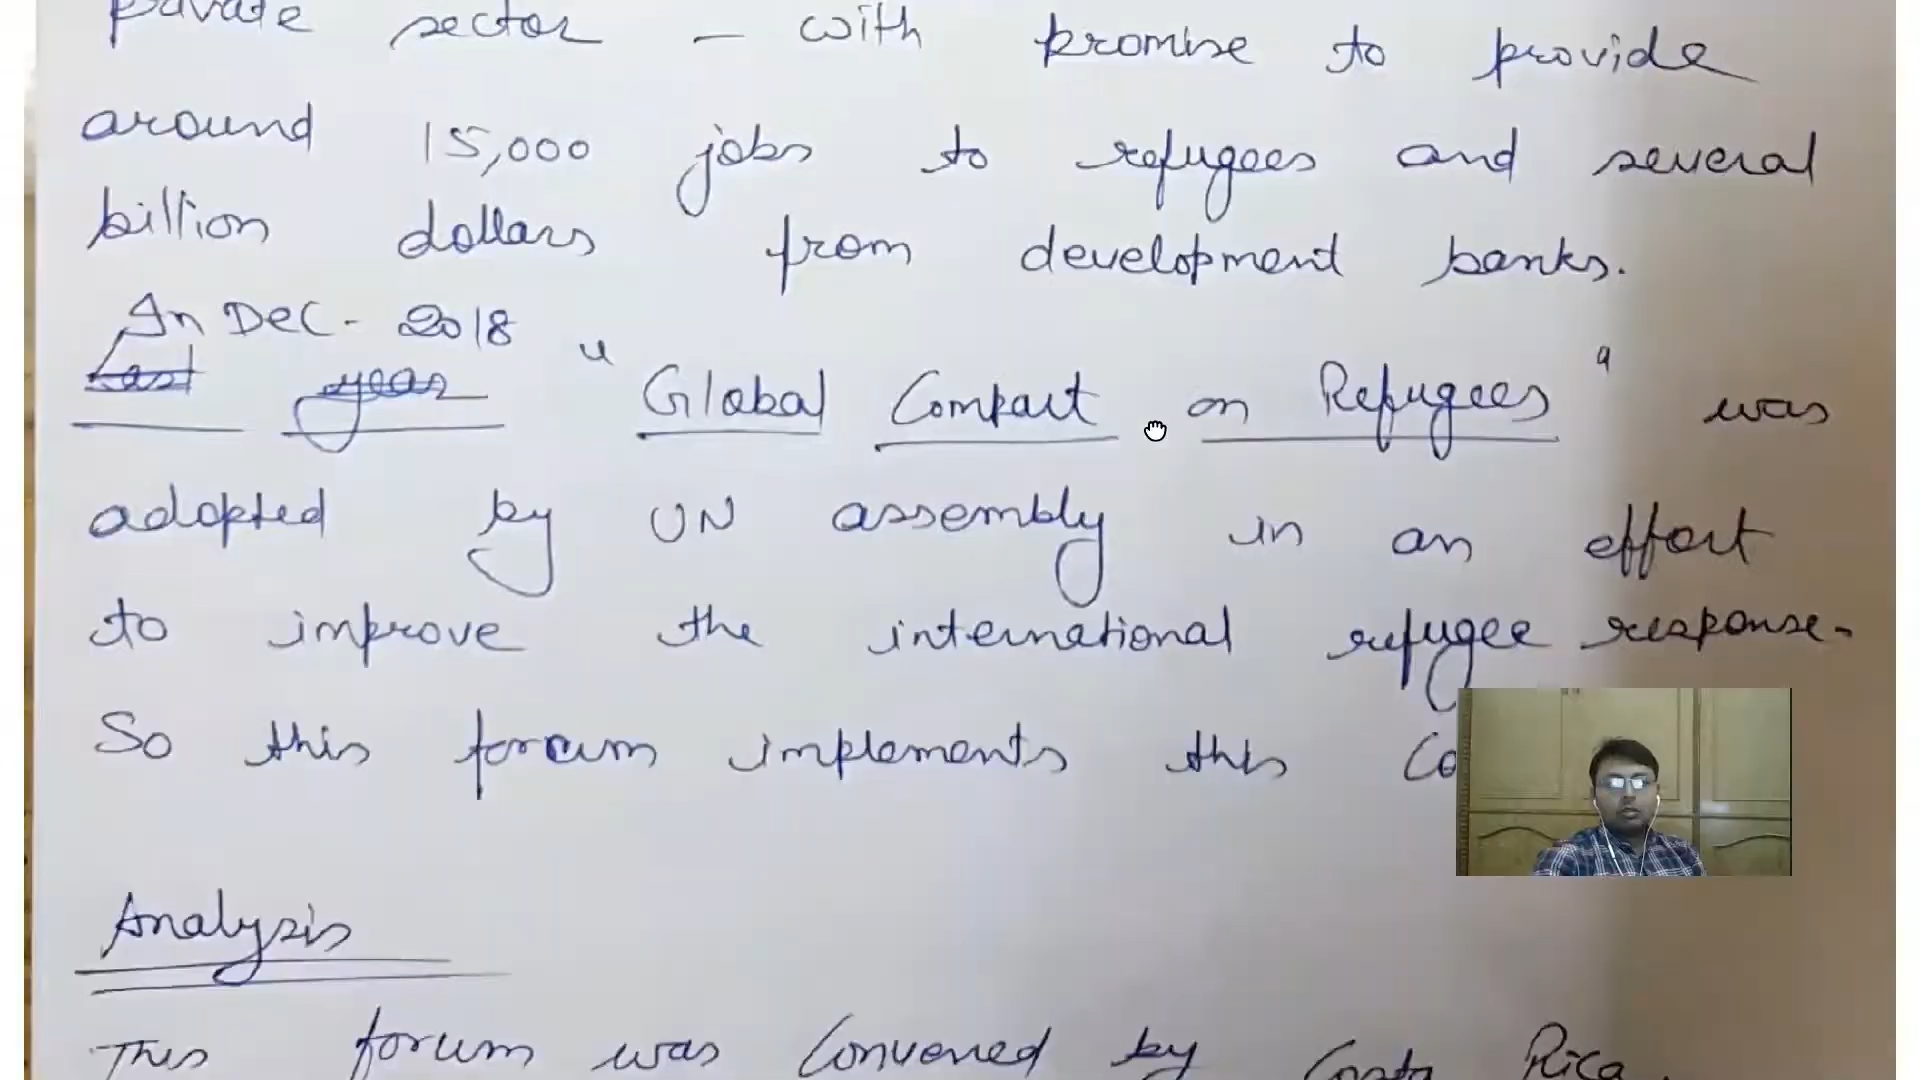 private sector - with promise to provide
around 15,000 jobs to refugees and several
billion dollars from development banks.
In Dec - 2018
Last year "Global Compact on Refugees" was
adopted by UN assembly in an effort
to improve the international refugee response.
So this forum implements this Co
Analysis
This forum was convened by Costa Rica,